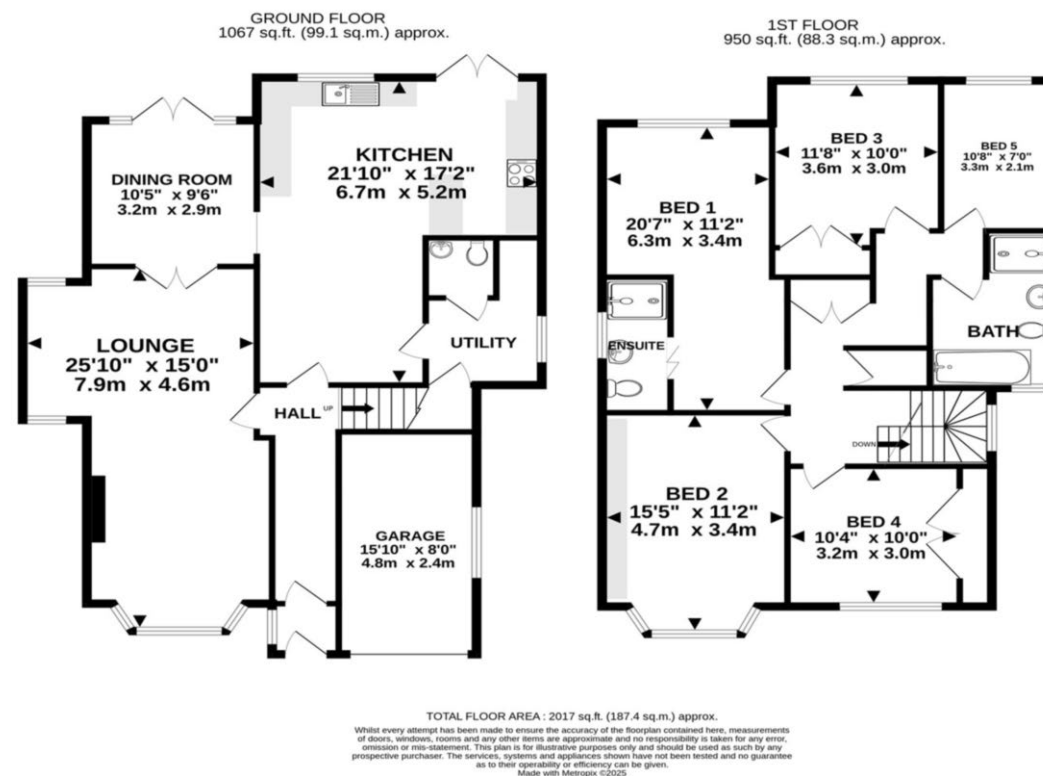 GROUND FLOOR
1067 sq.ft. (99.1 sq.m.) approx.
KITCHEN
21'10" x 17'2"
6.7m x 5.2m
DINING ROOM
10'5" x 9'6"
3.2m x 2.9m
LOUNGE
25'10" x 15'0"
7.9m x 4.6m
UTILITY
HALL
UP
GARAGE
15'10" x 8'0"
4.8m x 2.4m
1ST FLOOR
950 sq.ft. (88.3 sq.m.) approx.
BED 3
11'8" x 10'0"
3.6m x 3.0m
BED 5
10'8" x 7'0"
3.3m x 2.1m
BED 1
20'7" x 11'2"
6.3m x 3.4m
ENSUITE
BATH
DOWN
BED 2
15'5" x 11'2"
4.7m x 3.4m
BED 4
10'4" x 10'0"
3.2m x 3.0m
TOTAL FLOOR AREA : 2017 sq.ft. (187.4 sq.m.) approx.
Whilst every attempt has been made to ensure the accuracy of the floorplan contained here, measurements
of doors, windows, rooms and any other items are approximate and no responsibility is taken for any error,
omission or mis-statement. This plan is for illustrative purposes only and should be used as such by any
prospective purchaser. The services, systems and appliances shown have not been tested and no guarantee
as to their operability or efficiency can be given.
Made with Metropix ©2025